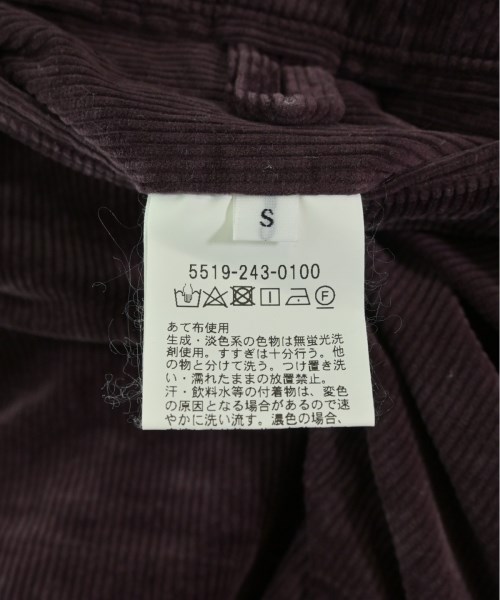 S
5519-243-0100
あて布使用
生成・淡色系の色物は無蛍光洗
剤使用。すすぎは十分行う。他
の物と分けて洗う。つけ置き洗
い・濡れたままの放置禁止。
汗・飲料水等の付着物は、変色
の原因となる場合があるので速
やかに洗い流す。濃色の場合、